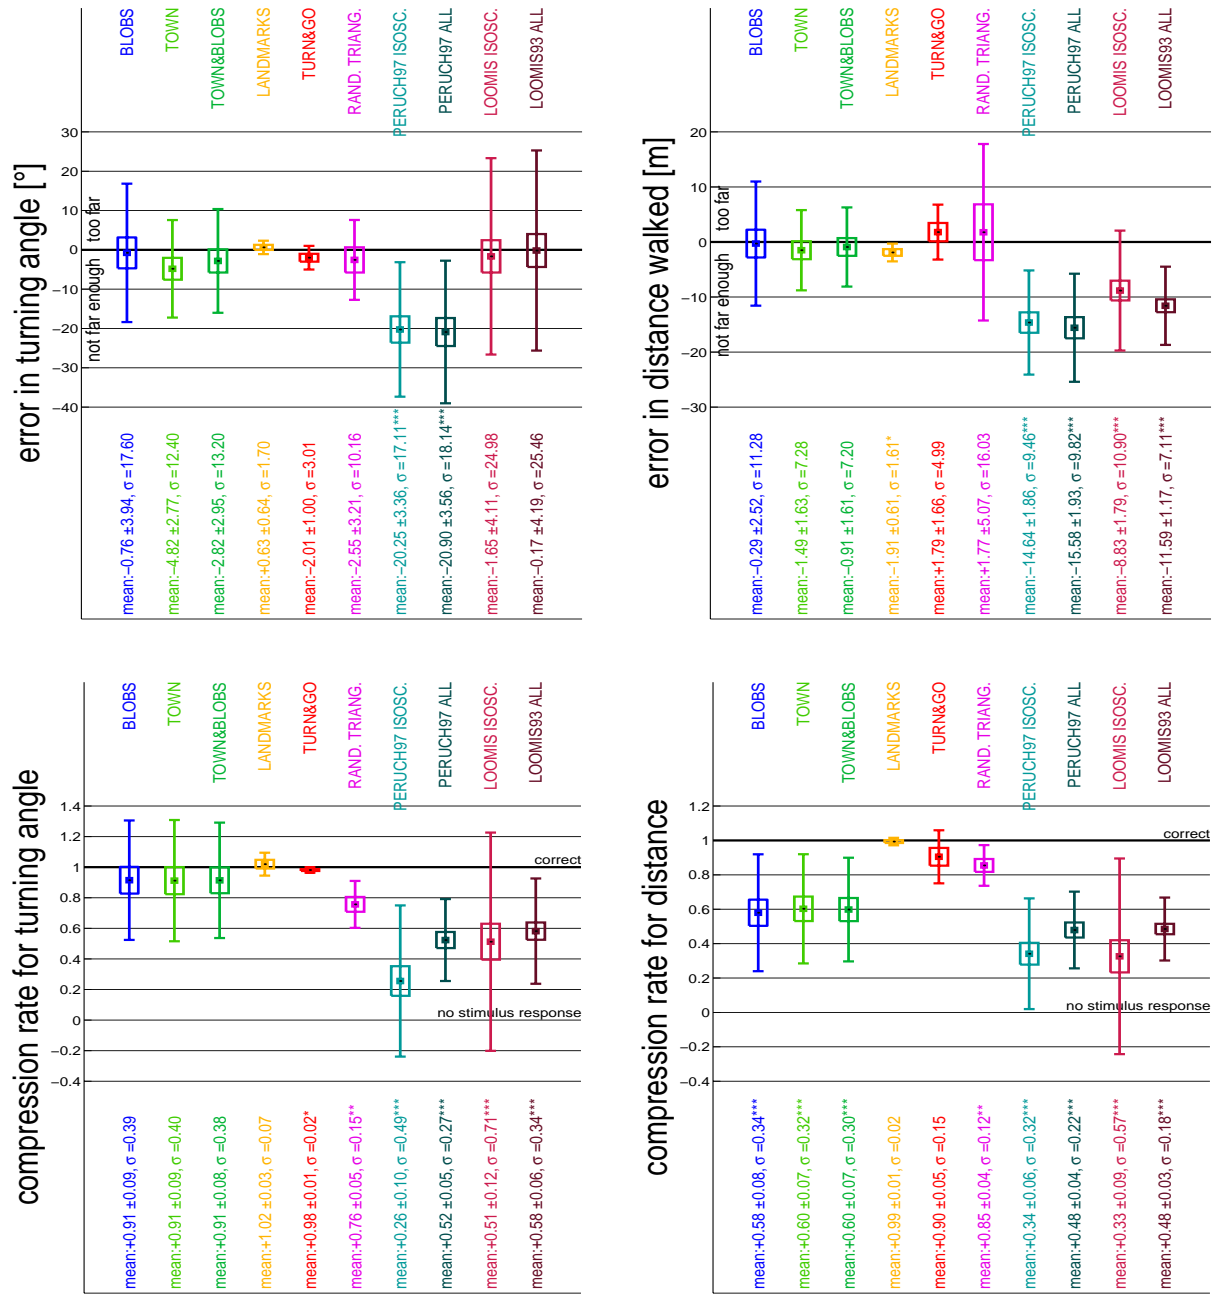 BLOBS
TOWN
TOWN&BLOBS
LANDMARKS
TURN&GO
RAND. TRIANG.
PERUCH97 ISOSC.
PERUCH97 ALL
LOOMIS ISOSC.
LOOMIS93 ALL
error in turning angle [°]
not far enough too far
30
20
10
0
−10
−20
−30
−40
mean:−0.76 ±3.94, σ =17.60
mean:−4.82 ±2.77, σ =12.40
mean:−2.82 ±2.95, σ =13.20
mean:+0.63 ±0.64, σ =1.70
mean:−2.01 ±1.00, σ =3.01
mean:−2.55 ±3.21, σ =10.16
mean:−20.25 ±3.36, σ =17.11***
mean:−20.90 ±3.56, σ =18.14***
mean:−1.65 ±4.11, σ =24.98
mean:−0.17 ±4.19, σ =25.46
BLOBS
TOWN
TOWN&BLOBS
LANDMARKS
TURN&GO
RAND. TRIANG.
PERUCH97 ISOSC.
PERUCH97 ALL
LOOMIS ISOSC.
LOOMIS93 ALL
error in distance walked [m]
not far enough too far
20
10
0
−10
−20
−30
mean:−0.29 ±2.52, σ =11.28
mean:−1.49 ±1.63, σ =7.28
mean:−0.91 ±1.61, σ =7.20
mean:−1.91 ±0.61, σ =1.61*
mean:+1.79 ±1.66, σ =4.99
mean:+1.77 ±5.07, σ =16.03
mean:−14.64 ±1.86, σ =9.46***
mean:−15.58 ±1.93, σ =9.82***
mean:−8.83 ±1.79, σ =10.90***
mean:−11.59 ±1.17, σ =7.11***
BLOBS
TOWN
TOWN&BLOBS
LANDMARKS
TURN&GO
RAND. TRIANG.
PERUCH97 ISOSC.
PERUCH97 ALL
LOOMIS ISOSC.
LOOMIS93 ALL
compression rate for turning angle
1.4
1.2
1
0.8
0.6
0.4
0.2
0
−0.2
−0.4
correct
no stimulus response
mean:+0.91 ±0.09, σ =0.39
mean:+0.91 ±0.09, σ =0.40
mean:+0.91 ±0.08, σ =0.38
mean:+1.02 ±0.03, σ =0.07
mean:+0.98 ±0.01, σ =0.02*
mean:+0.76 ±0.05, σ =0.15**
mean:+0.26 ±0.10, σ =0.49***
mean:+0.52 ±0.05, σ =0.27***
mean:+0.51 ±0.12, σ =0.71***
mean:+0.58 ±0.06, σ =0.34***
BLOBS
TOWN
TOWN&BLOBS
LANDMARKS
TURN&GO
RAND. TRIANG.
PERUCH97 ISOSC.
PERUCH97 ALL
LOOMIS ISOSC.
LOOMIS93 ALL
compression rate for distance
1.2
1
0.8
0.6
0.4
0.2
0
−0.2
−0.4
correct
no stimulus response
mean:+0.58 ±0.08, σ =0.34***
mean:+0.60 ±0.07, σ =0.32***
mean:+0.60 ±0.07, σ =0.30***
mean:+0.99 ±0.01, σ =0.02
mean:+0.90 ±0.05, σ =0.15
mean:+0.85 ±0.04, σ =0.12**
mean:+0.34 ±0.06, σ =0.32***
mean:+0.48 ±0.04, σ =0.22***
mean:+0.33 ±0.09, σ =0.57***
mean:+0.48 ±0.03, σ =0.18***